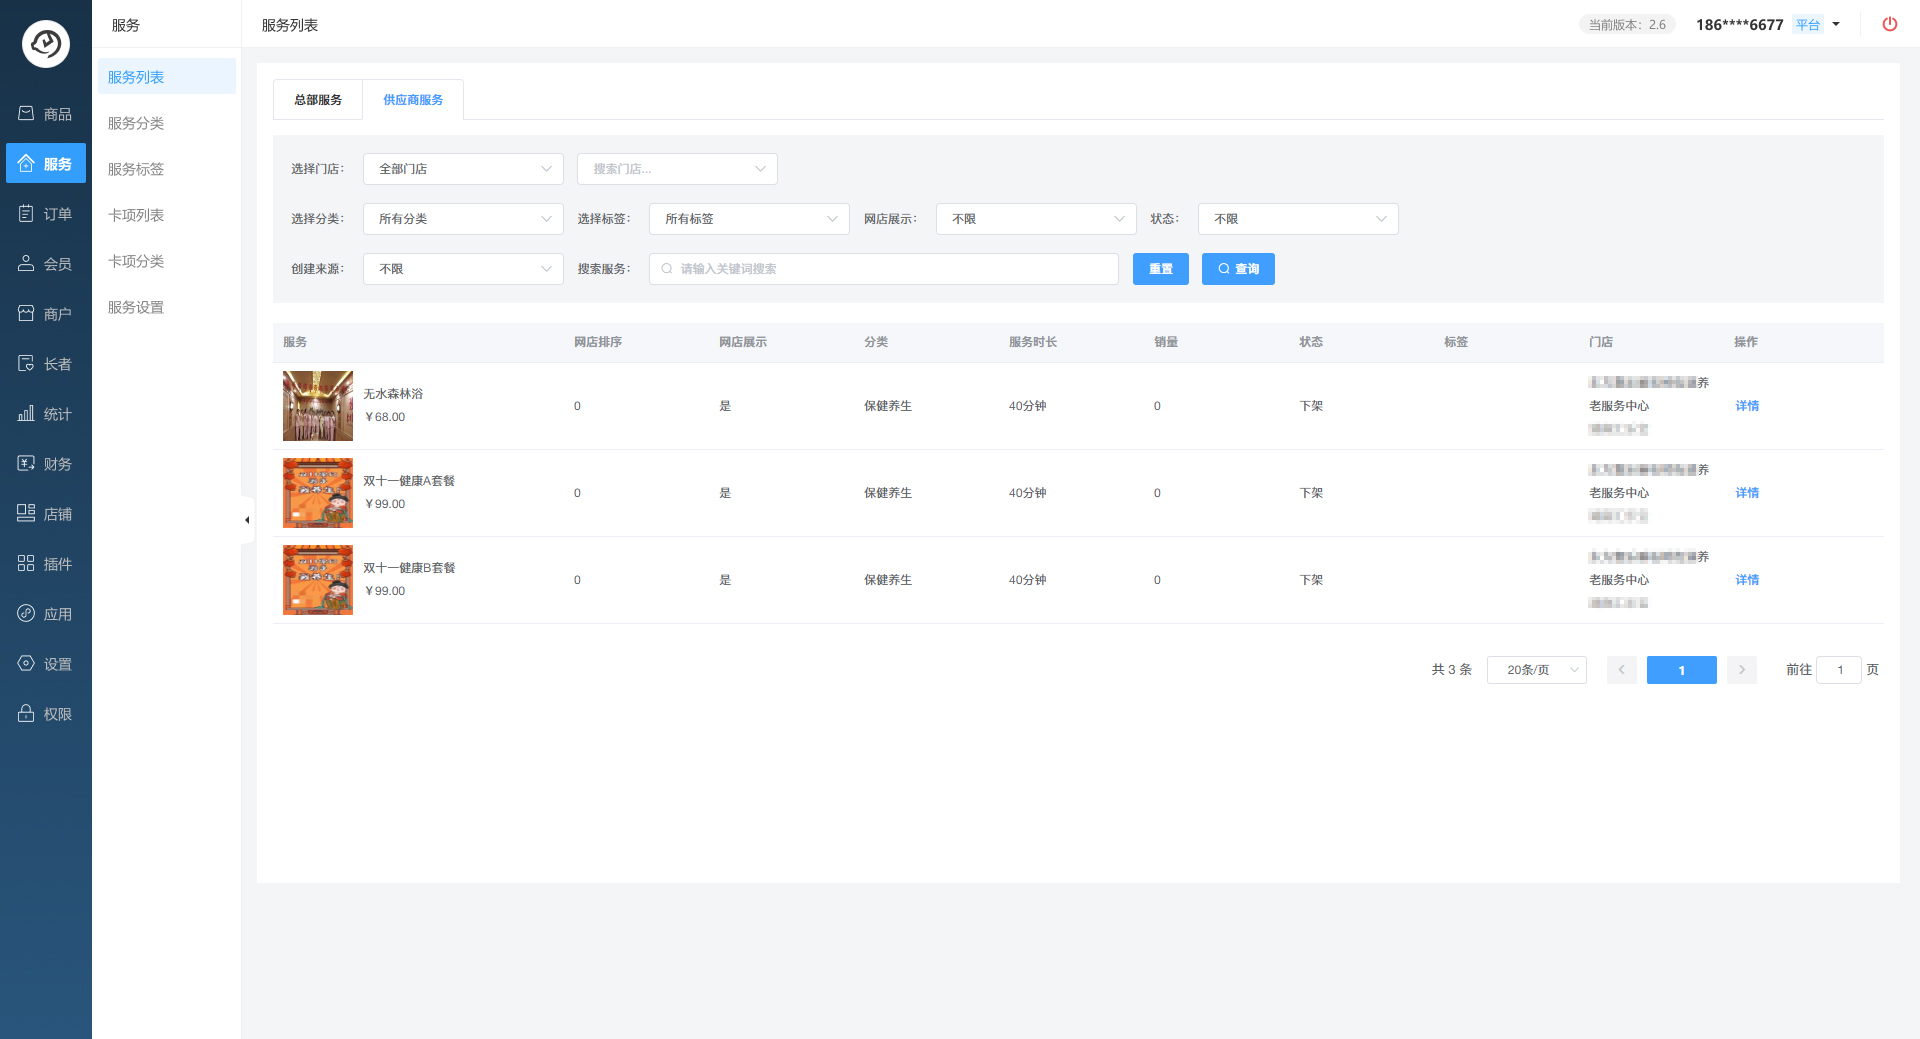 服务
服务列表
当前版本：2.6
186****6677
平台
商品
服务
订单
会员
商户
长者
统计
财务
店铺
插件
应用
设置
权限
服务列表
服务分类
服务标签
卡项列表
卡项分类
服务设置
总部服务
供应商服务
选择门店：
全部门店
搜索门店...
选择分类：
所有分类
选择标签：
所有标签
网店展示：
不限
状态：
不限
创建来源：
不限
搜索服务：
请输入关键词搜索
重置
查询
服务 网店排序 网店展示 分类 服务时长 销量 状态 标签 门店 操作
无水森林浴
￥68.00
0 是 保健养生 40分钟 0 下架
养
老服务中心
详情
双十一健康A套餐
￥99.00
0 是 保健养生 40分钟 0 下架
养
老服务中心
详情
双十一健康B套餐
￥99.00
0 是 保健养生 40分钟 0 下架
养
老服务中心
详情
共 3 条
20条/页
1
前往 1 页